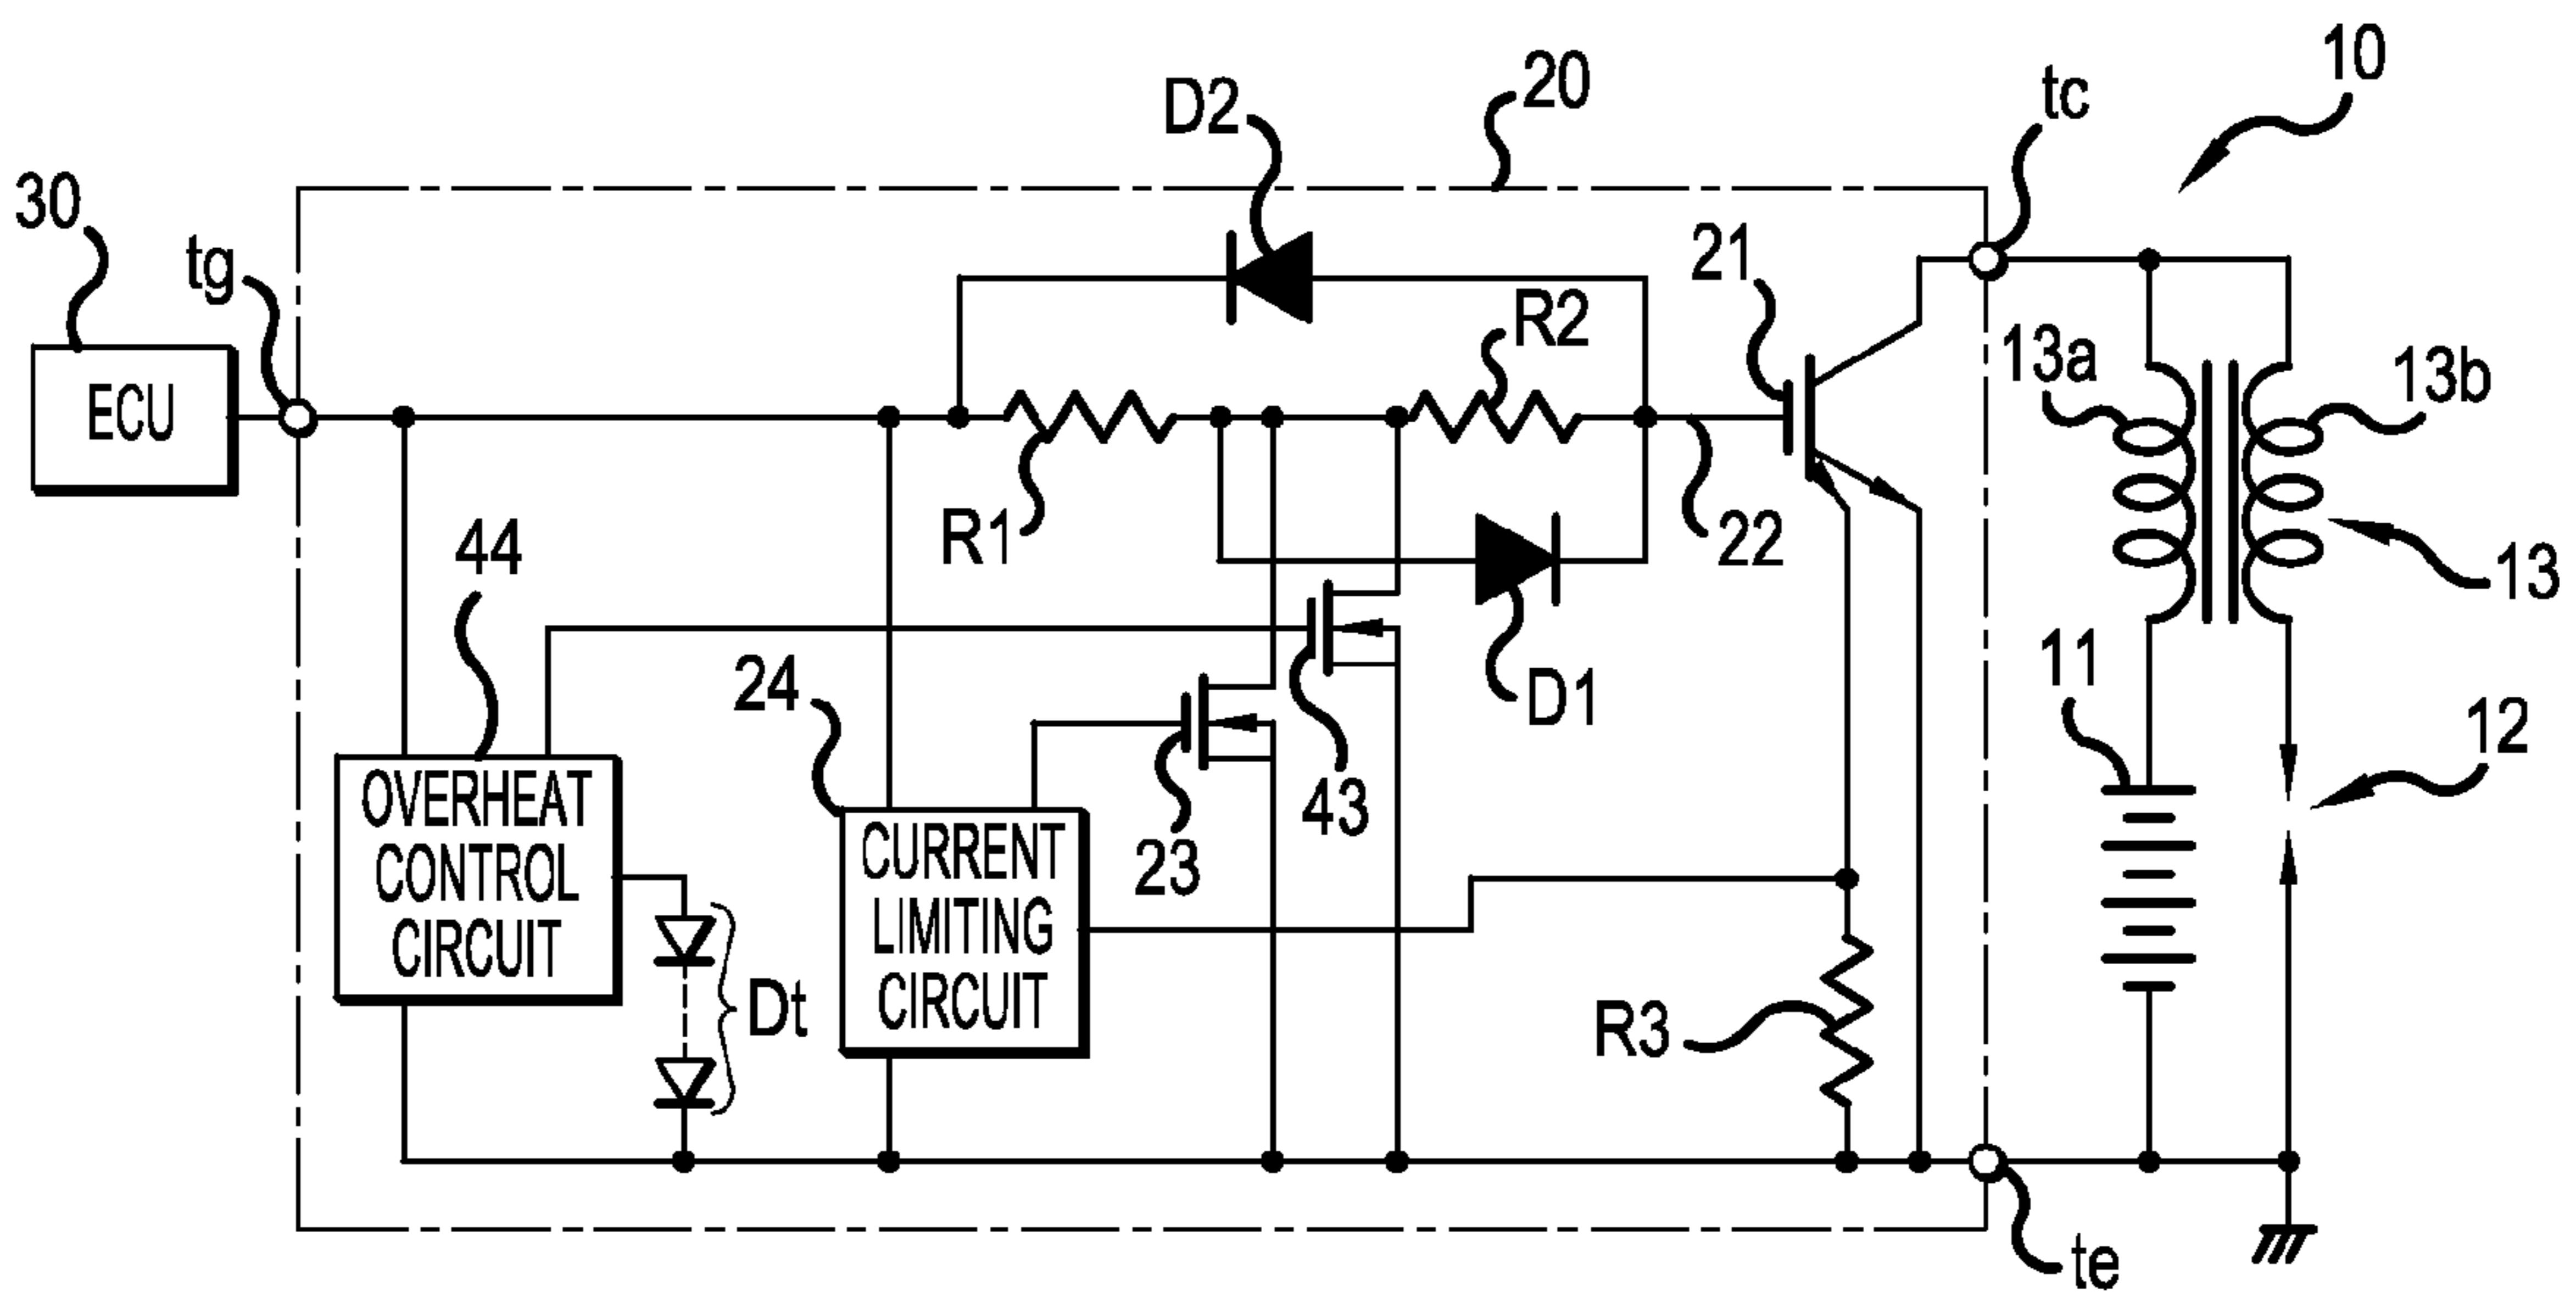 10
20
tc
D2
30
tg
21
R2
13a
13b
ECU
R1
22
44
13
24
11
D1
12
OVERHEAT
CONTROL
CIRCUIT
43
23
CURRENT
LIMITING
CIRCUIT
Dt
R3
te